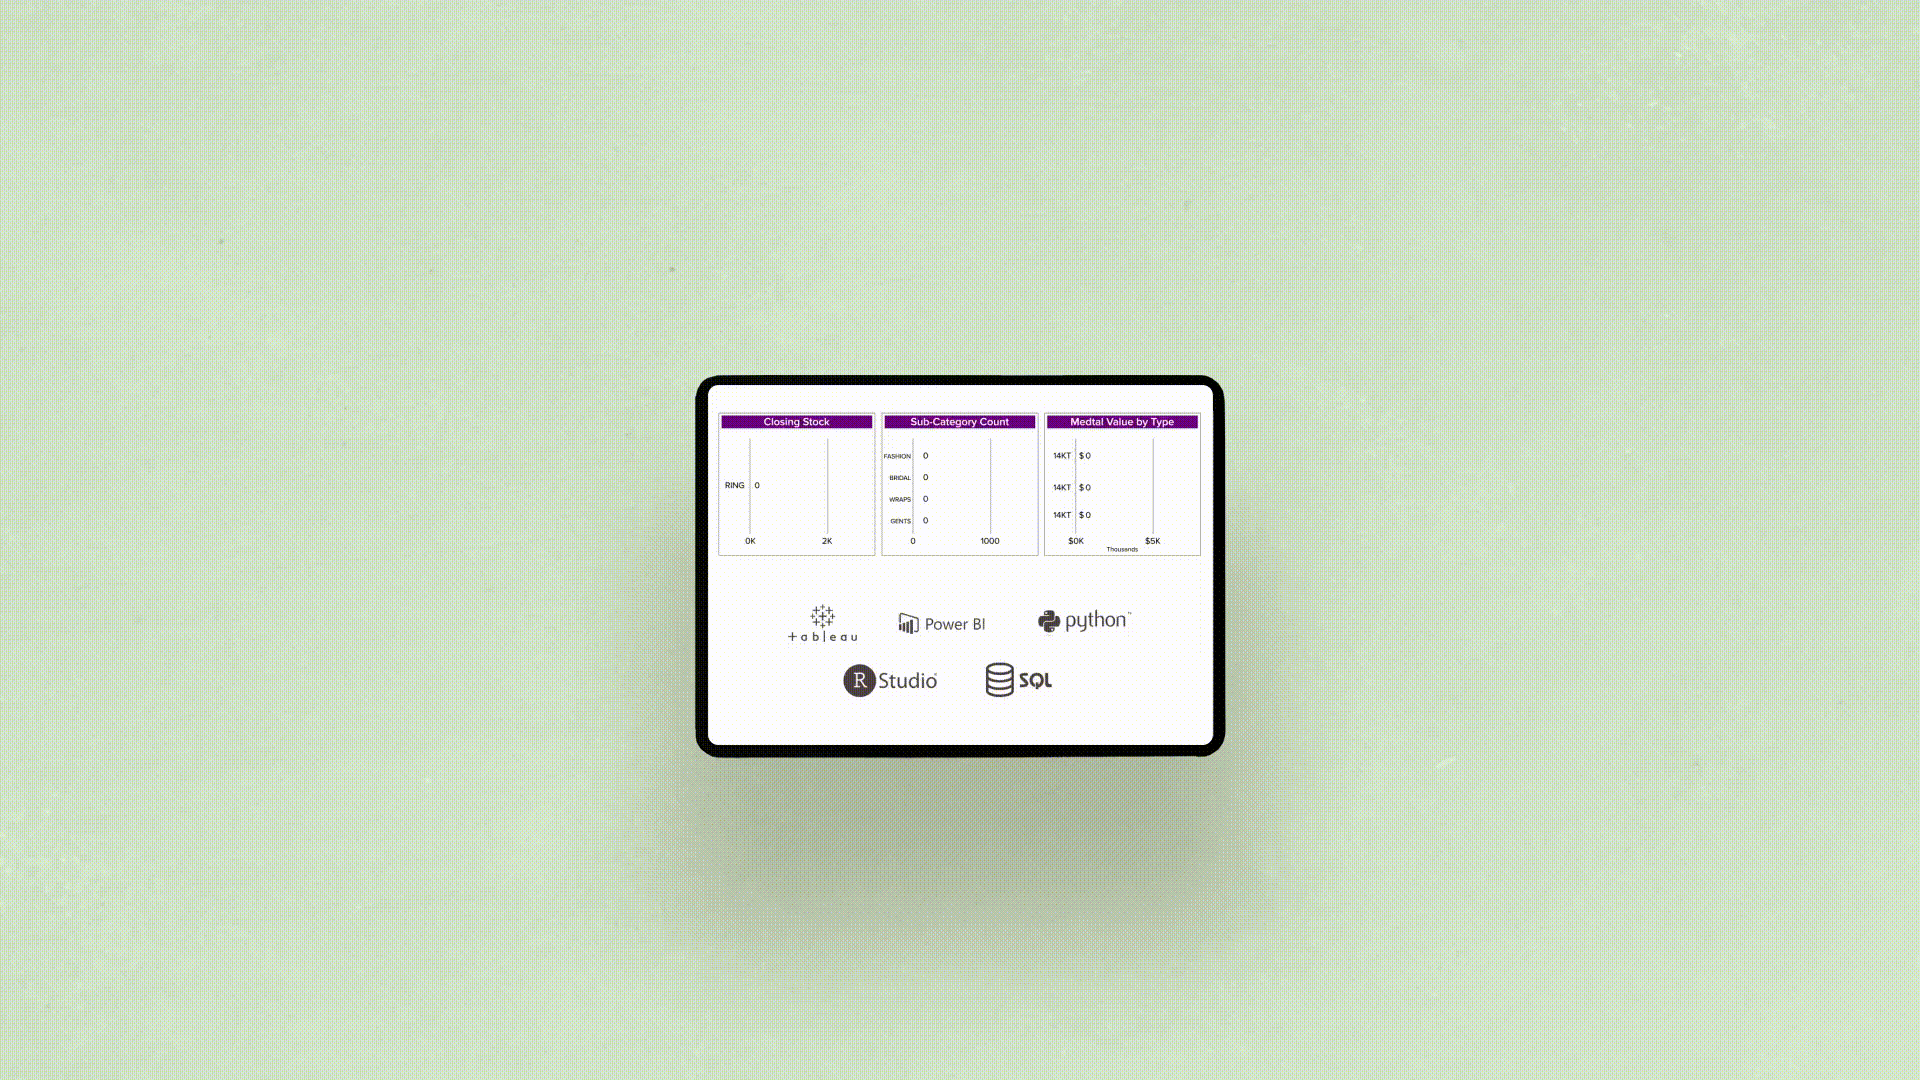 Closing Stock
RING 0
0K 2K
Sub-Category Count
FASHION 0
BRIDAL 0
WRAPS 0
GENTS 0
0 1000
Medtal Value by Type
14KT $ 0
14KT $ 0
14KT $ 0
$0K $5K
Thousands
+ableau
Power BI
python™
R Studio
SQL